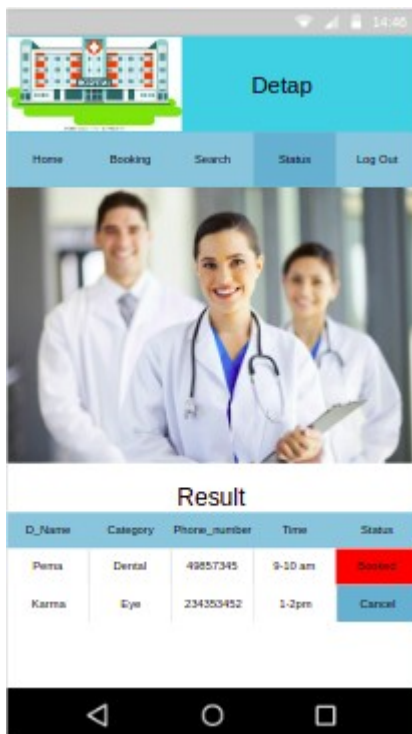 14:46
Detap
Home Booking Search Status Log Out
Result
D_Name Category Phone_number Time Status
Pema Dental 49857345 9-10 am Booked
Karma Eye 234353452 1-2pm Cancel